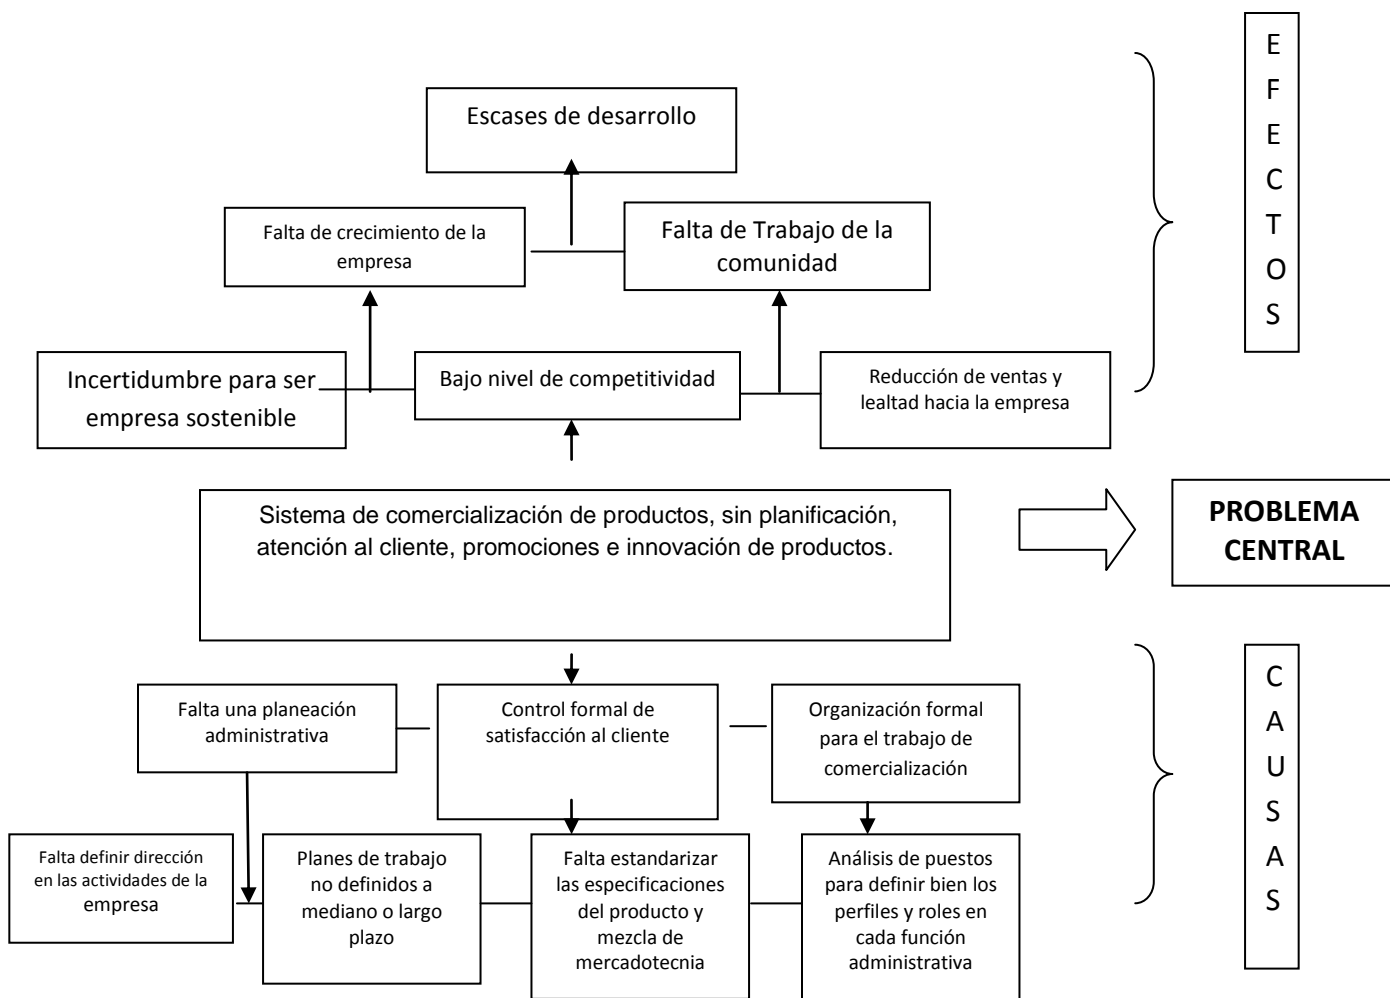 E
F
E
C
T
O
S
Escases de desarrollo
Falta de crecimiento de la
empresa
Falta de Trabajo de la
comunidad
Incertidumbre para ser
empresa sostenible
Bajo nivel de competitividad
Reducción de ventas y
lealtad hacia la empresa
Sistema de comercialización de productos, sin planificación,
atención al cliente, promociones e innovación de productos.
PROBLEMA
CENTRAL
Falta una planeación
administrativa
Control formal de
satisfacción al cliente
Organización formal
para el trabajo de
comercialización
C
A
U
S
A
S
Falta definir dirección
en las actividades de la
empresa
Planes de trabajo
no definidos a
mediano o largo
plazo
Falta estandarizar
las especificaciones
del producto y
mezcla de
mercadotecnia
Análisis de puestos
para definir bien los
perfiles y roles en
cada función
administrativa